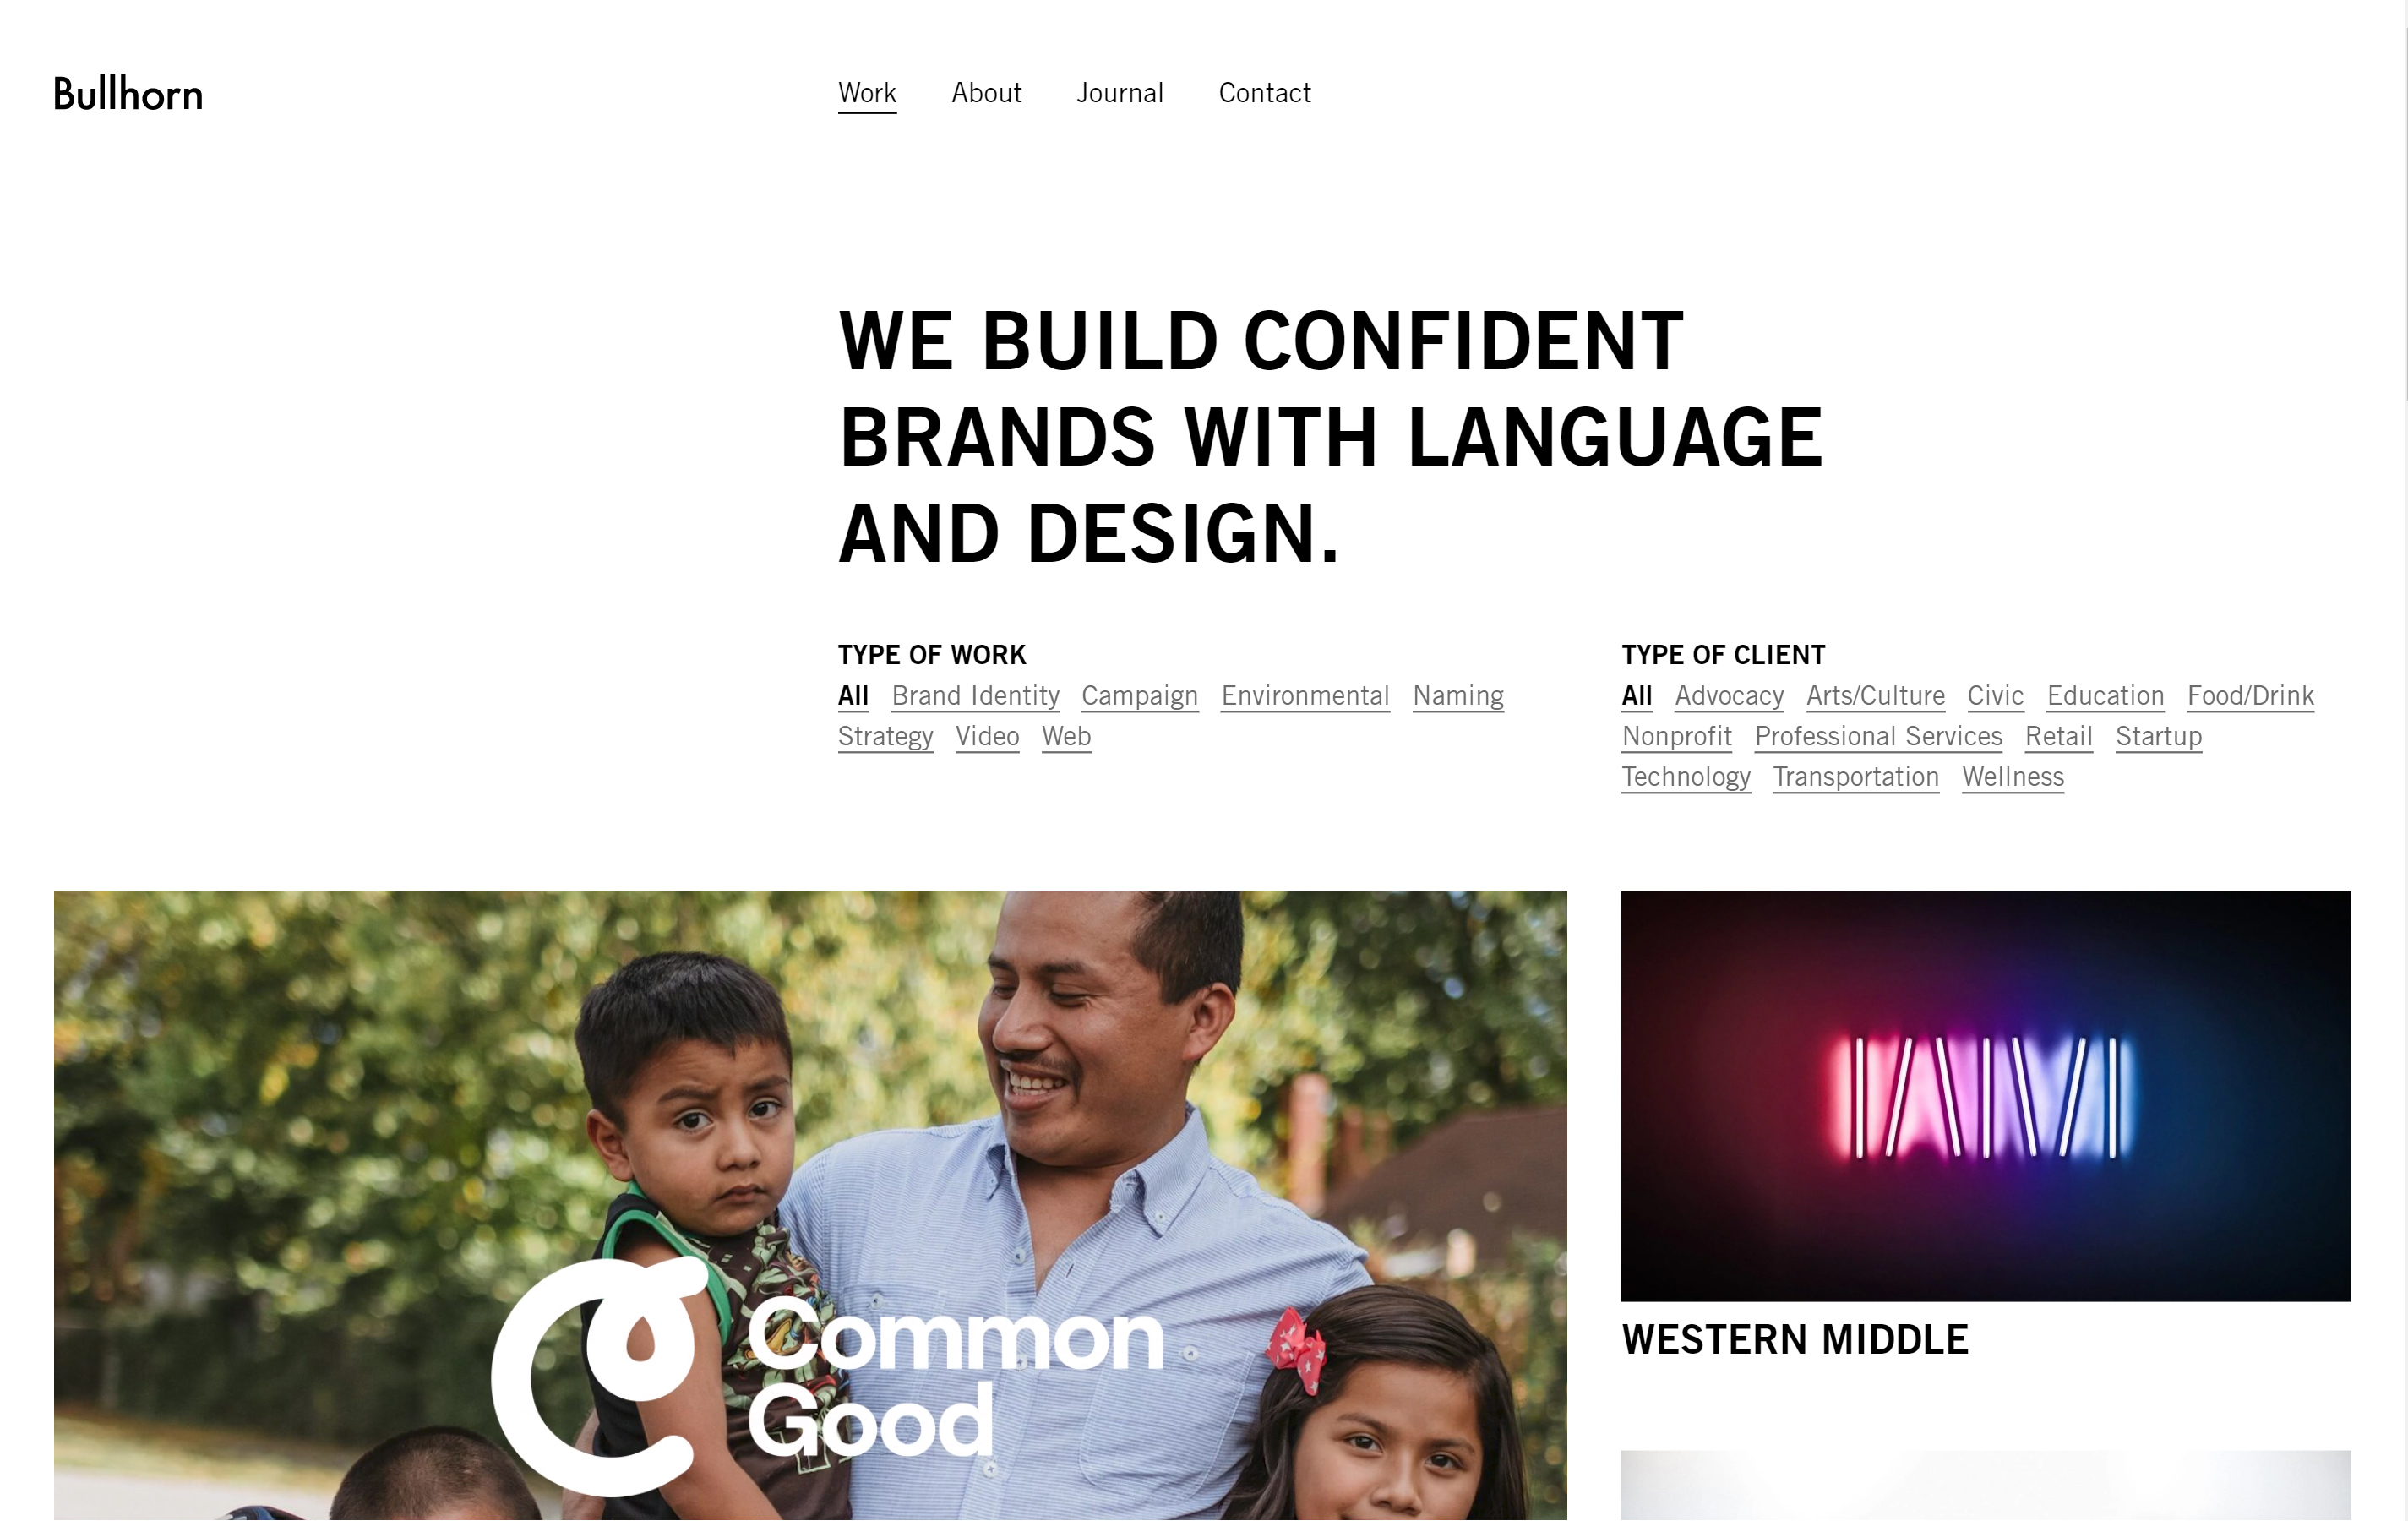 Bullhorn
Work About Journal Contact
WE BUILD CONFIDENT
BRANDS WITH LANGUAGE
AND DESIGN.
TYPE OF WORK
All Brand Identity Campaign Environmental Naming
Strategy Video Web
TYPE OF CLIENT
All Advocacy Arts/Culture Civic Education Food/Drink
Nonprofit Professional Services Retail Startup
Technology Transportation Wellness
Common
Good
WESTERN MIDDLE